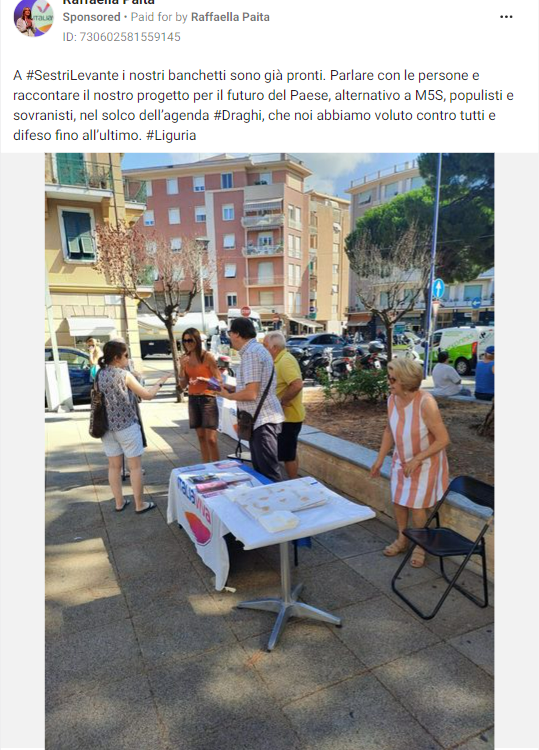 Raffaella Paita
Sponsored • Paid for by Raffaella Paita
ID: 730602581559145
A #SestriLevante i nostri banchetti sono già pronti. Parlare con le persone e
raccontare il nostro progetto per il futuro del Paese, alternativo a M5S, populisti e
sovranisti, nel solco dell'agenda #Draghi, che noi abbiamo voluto contro tutti e
difeso fino all'ultimo. #Liguria
ITALIA
italiaviva